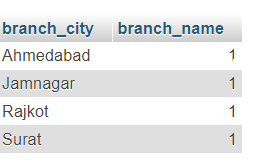 branch_city branch_name
Ahmedabad 1
Jamnagar 1
Rajkot 1
Surat 1